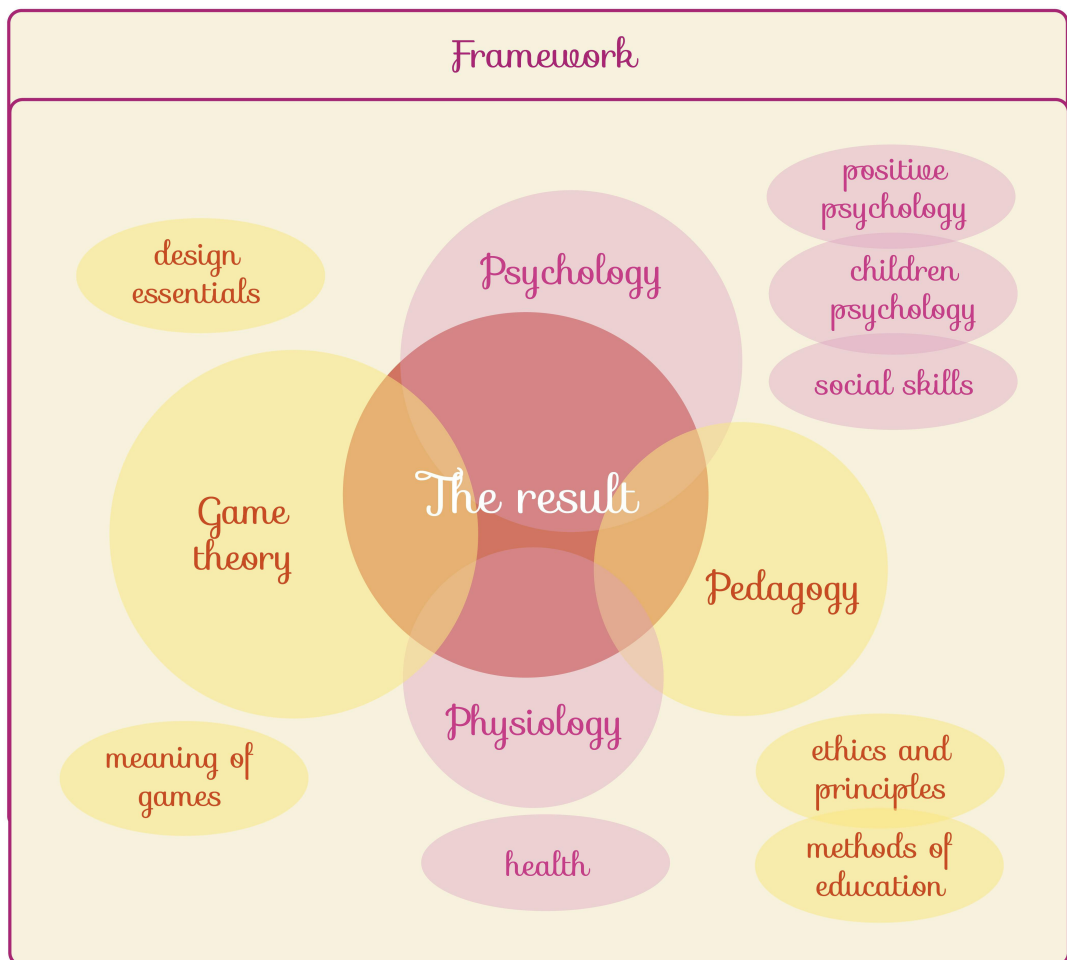 Framework
positive
psychology
children
psychology
social skills
design
essentials
Psychology
The result
Game
theory
Pedagogy
Physiology
meaning of
games
ethics and
principles
methods of
education
health